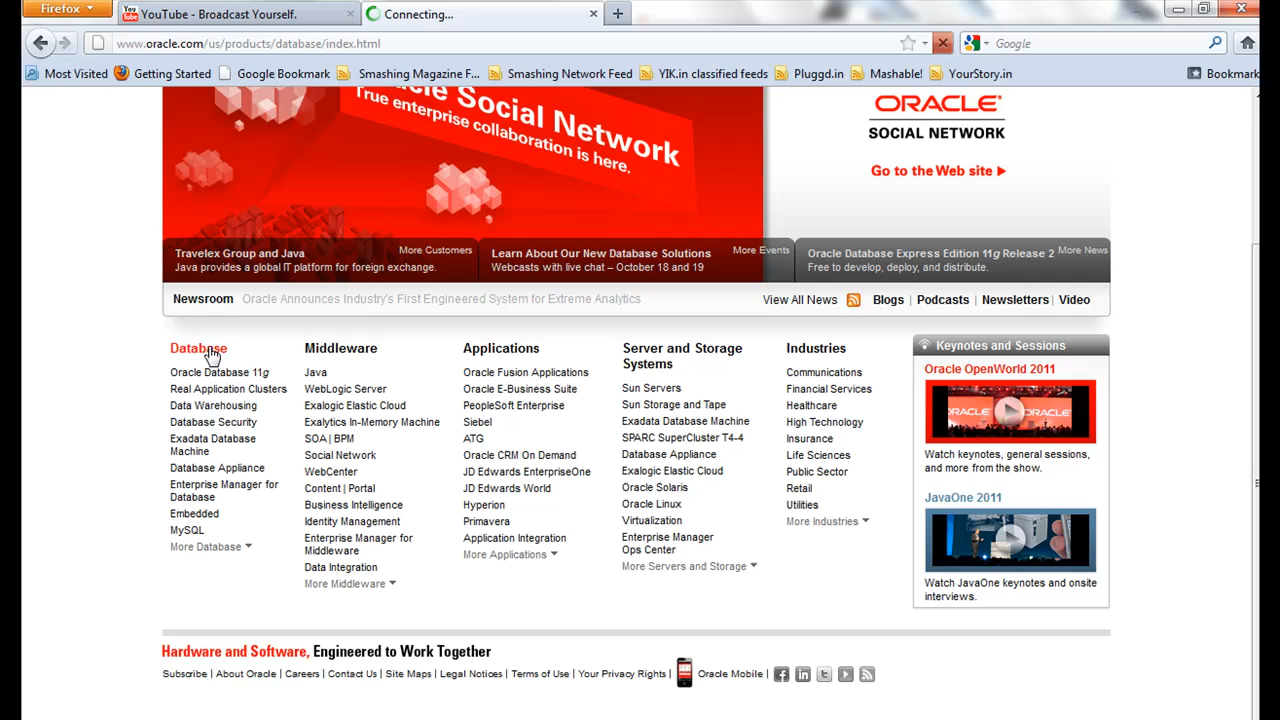 Firefox
YouTube - Broadcast Yourself.
Connecting...
www.oracle.com/us/products/database/index.html
Google
Most Visited
Getting Started
Google Bookmark
Smashing Magazine F...
Smashing Network Feed
YIK.in classified feeds
Pluggd.in
Mashable!
YourStory.in
Bookmark
Oracle Social Network
True enterprise collaboration is here.
ORACLE
SOCIAL NETWORK
Go to the Web site
Travelex Group and Java
More Customers
Java provides a global IT platform for foreign exchange.
Learn About Our New Database Solutions
More Events
Webcasts with live chat – October 18 and 19
Oracle Database Express Edition 11g Release 2
More News
Free to develop, deploy, and distribute.
Newsroom
Oracle Announces Industry's First Engineered System for Extreme Analytics
View All News
Blogs | Podcasts | Newsletters | Video
Database
Oracle Database 11g
Real Application Clusters
Data Warehousing
Database Security
Exadata Database
Machine
Database Appliance
Enterprise Manager for
Database
Embedded
MySQL
More Database
Middleware
Java
WebLogic Server
Exalogic Elastic Cloud
Exalytics In-Memory Machine
SOA | BPM
Social Network
WebCenter
Content | Portal
Business Intelligence
Identity Management
Enterprise Manager for
Middleware
Data Integration
More Middleware
Applications
Oracle Fusion Applications
Oracle E-Business Suite
PeopleSoft Enterprise
Siebel
ATG
Oracle CRM On Demand
JD Edwards EnterpriseOne
JD Edwards World
Hyperion
Primavera
Application Integration
More Applications
Server and Storage
Systems
Sun Servers
Sun Storage and Tape
Exadata Database Machine
SPARC SuperCluster T4-4
Database Appliance
Exalogic Elastic Cloud
Oracle Solaris
Oracle Linux
Virtualization
Enterprise Manager
Ops Center
More Servers and Storage
Industries
Communications
Financial Services
Healthcare
High Technology
Insurance
Life Sciences
Public Sector
Retail
Utilities
More Industries
Keynotes and Sessions
Oracle OpenWorld 2011
ORACLE
ORACLE
Watch keynotes, general sessions,
and more from the show.
JavaOne 2011
Watch JavaOne keynotes and onsite
interviews.
Hardware and Software, Engineered to Work Together
Subscribe | About Oracle | Careers | Contact Us | Site Maps | Legal Notices | Terms of Use | Your Privacy Rights |
Oracle Mobile |